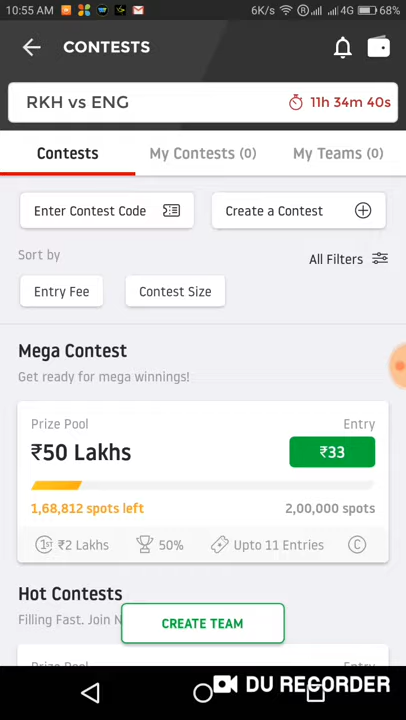 10:55 AM 6K/s R 4G 68%
CONTESTS
RKH vs ENG 11h 34m 40s
Contests My Contests (0) My Teams (0)
Enter Contest Code Create a Contest
Sort by All Filters
Entry Fee Contest Size
Mega Contest
Get ready for mega winnings!
Prize Pool Entry
₹50 Lakhs ₹33
1,68,812 spots left 2,00,000 spots
1st ₹2 Lakhs 50% Upto 11 Entries C
Hot Contests
Filling Fast. Join N
CREATE TEAM
Prize Pool Entry
DU RECORDER